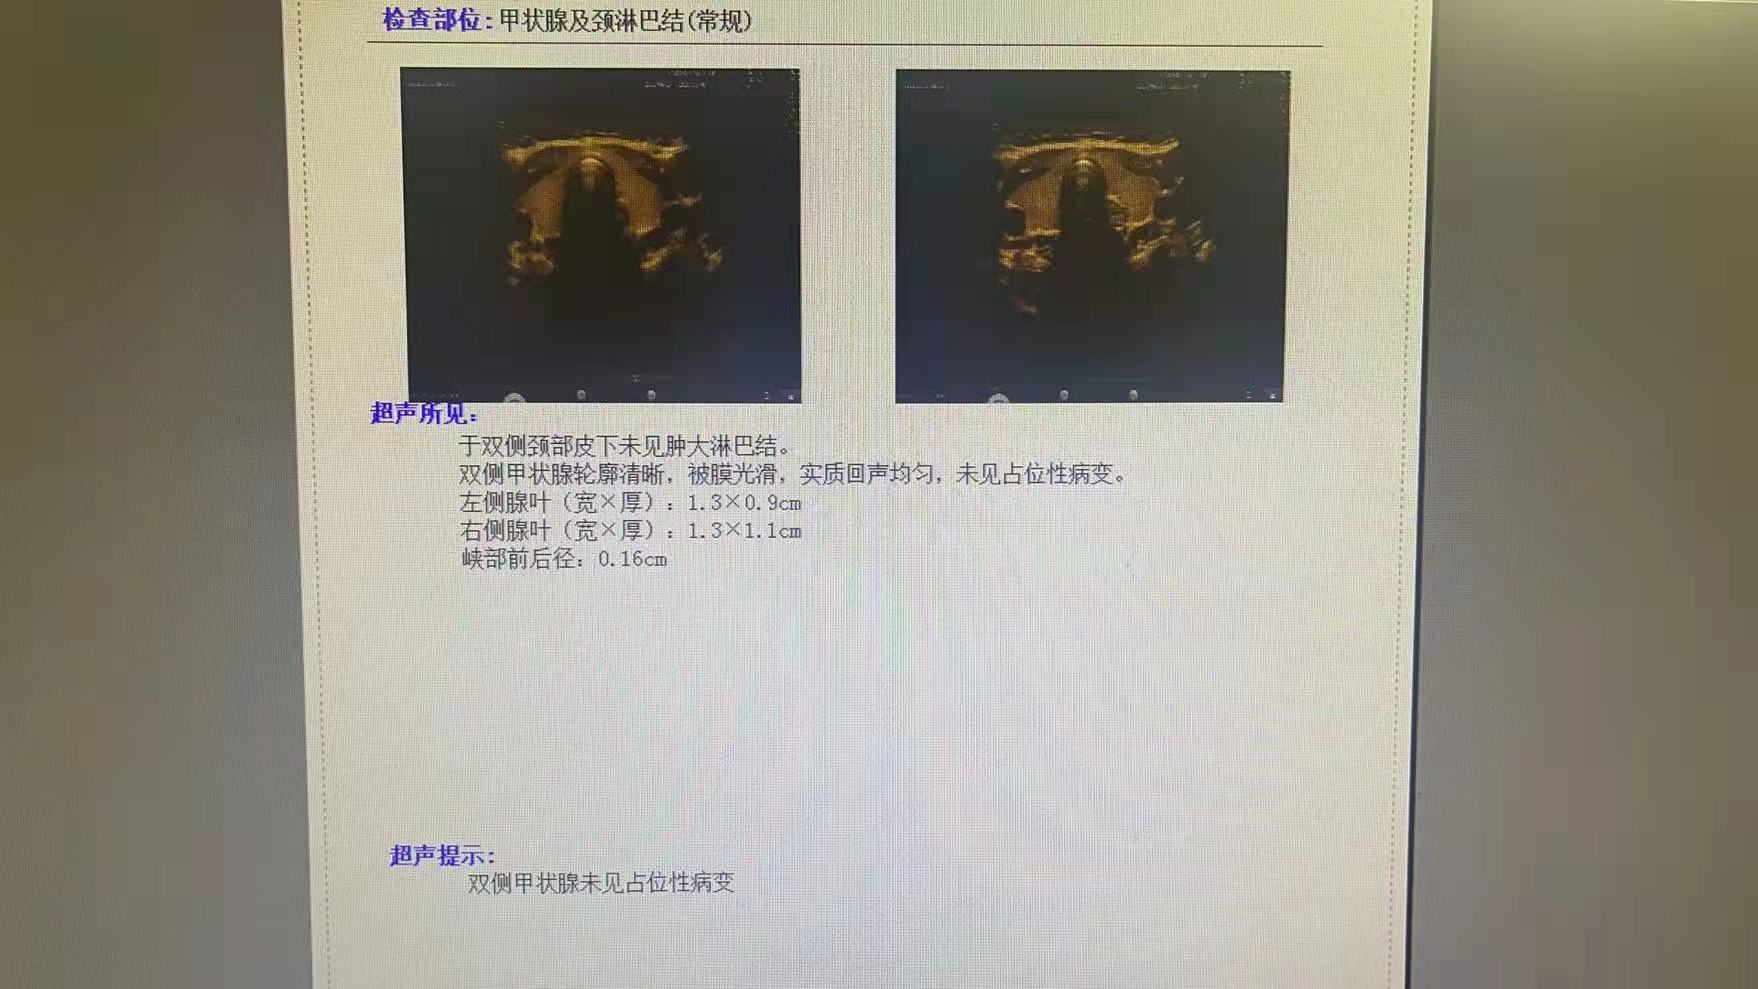 检查部位:甲状腺及颈淋巴结(常规)
超声所见:
于双侧颈部皮下未见肿大淋巴结。
双侧甲状腺轮廓清晰，被膜光滑，实质回声均匀，未见占位性病变。
左侧腺叶（宽×厚）：1.3×0.9cm
右侧腺叶（宽×厚）：1.3×1.1cm
峡部前后径：0.16cm
超声提示:
双侧甲状腺未见占位性病变